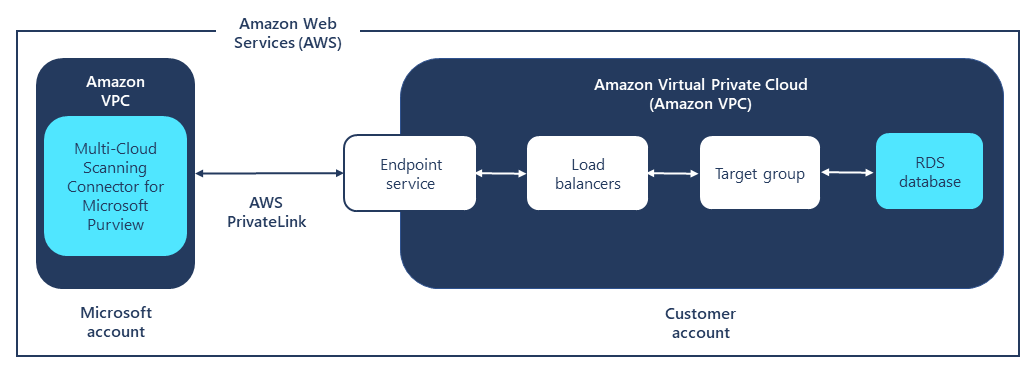 Amazon Web
Services (AWS)
Amazon
VPC
Multi-Cloud
Scanning
Connector for
Microsoft
Purview
Microsoft
account
AWS
PrivateLink
Amazon Virtual Private Cloud
(Amazon VPC)
Endpoint
service
Load
balancers
Target group
RDS
database
Customer
account